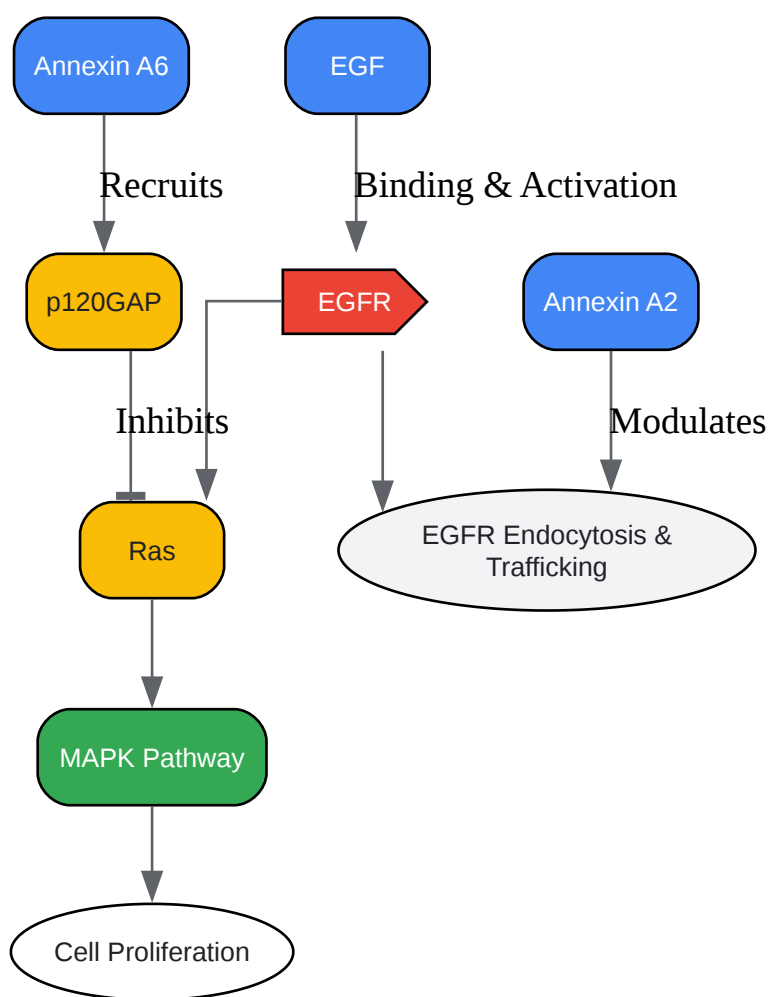 Annexin A6
EGF
Recruits
Binding & Activation
p120GAP
EGFR
Annexin A2
Inhibits
Modulates
Ras
EGFR Endocytosis &
Trafficking
MAPK Pathway
Cell Proliferation